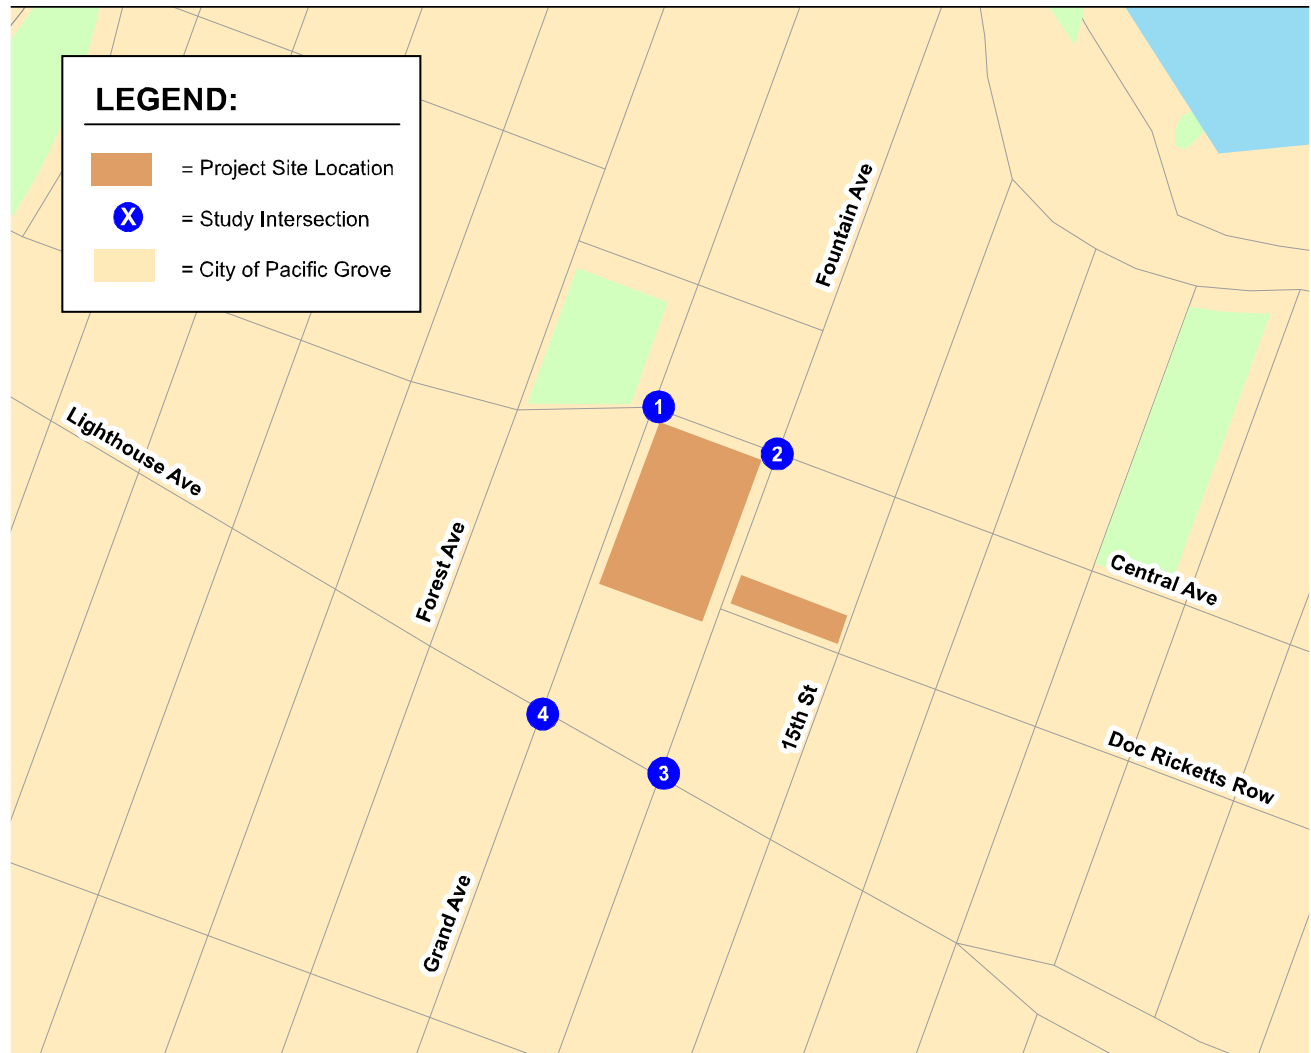 LEGEND:
= Project Site Location
X
= Study Intersection
= City of Pacific Grove
Fountain Ave
1
2
Lighthouse Ave
Forest Ave
Central Ave
4
15th St
3
Doc Ricketts Row
Grand Ave